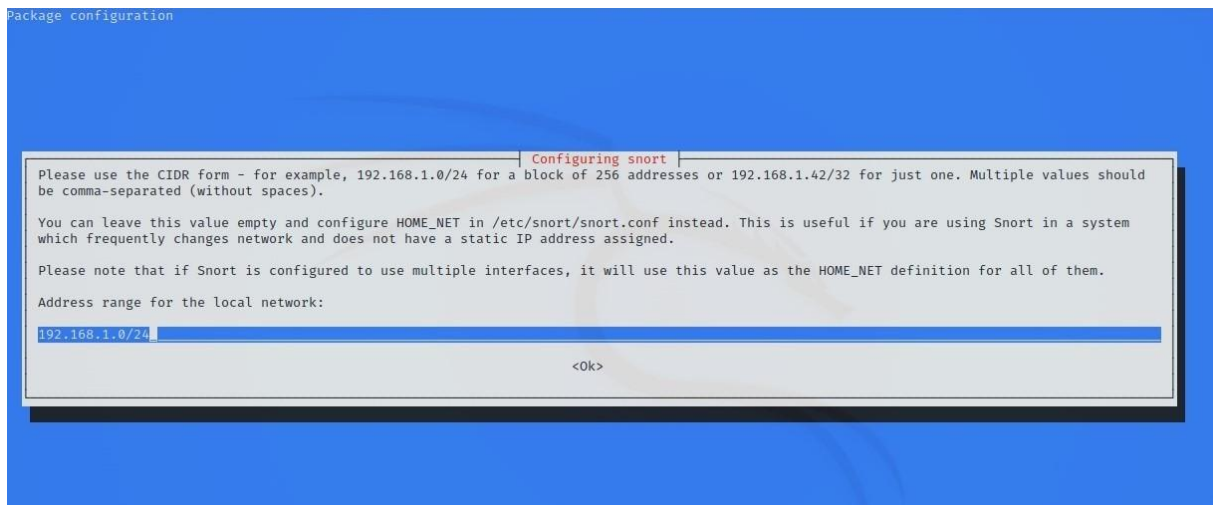 Package configuration
Configuring snort
Please use the CIDR form - for example, 192.168.1.0/24 for a block of 256 addresses or 192.168.1.42/32 for just one. Multiple values should
be comma-separated (without spaces).
You can leave this value empty and configure HOME_NET in /etc/snort/snort.conf instead. This is useful if you are using Snort in a system
which frequently changes network and does not have a static IP address assigned.
Please note that if Snort is configured to use multiple interfaces, it will use this value as the HOME_NET definition for all of them.
Address range for the local network:
192.168.1.0/24
<Ok>